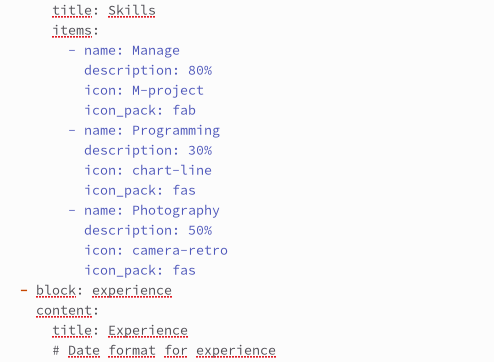 title: Skills
items:
- name: Manage
description: 80%
icon: M-project
icon_pack: fab
- name: Programming
description: 30%
icon: chart-line
icon_pack: fas
- name: Photography
description: 50%
icon: camera-retro
icon_pack: fas
- block: experience
content:
title: Experience
# Date format for experience